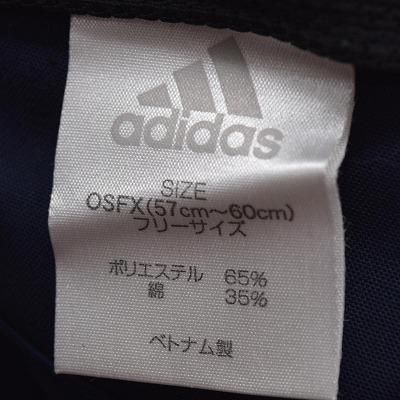 adidas
SIZE
OSFX(57cm～60cm)
フリーサイズ
ポリエステル 65%
綿 35%
ベトナム製